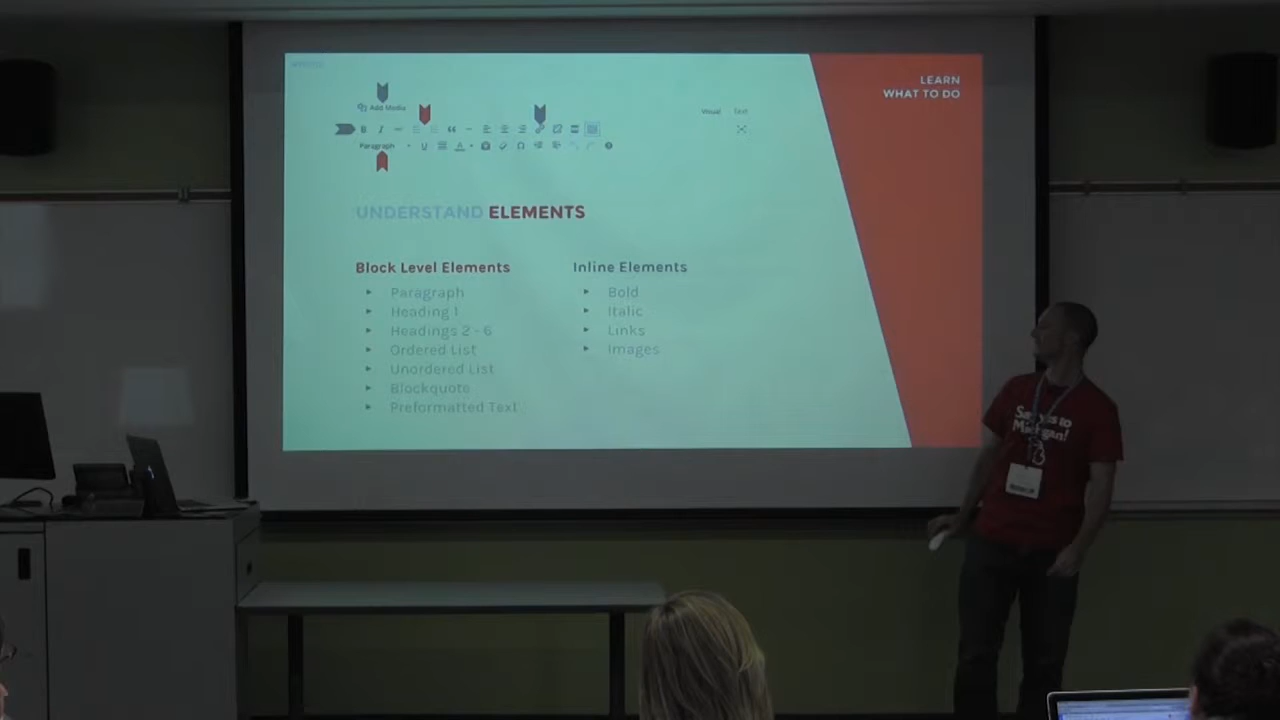 LEARN
WHAT TO DO
Add Media
Visual Text
Paragraph
UNDERSTAND ELEMENTS
Block Level Elements
► Paragraph
► Heading 1
► Headings 2 - 6
► Ordered List
► Unordered List
► Blockquote
► Preformatted Text
Inline Elements
► Bold
► Italic
► Links
► Images
to